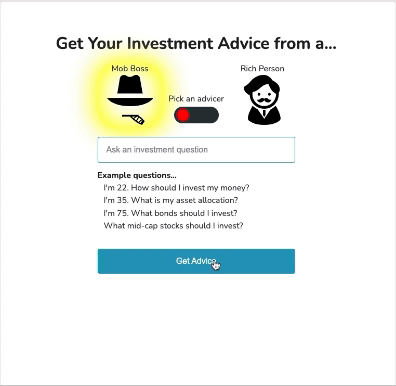 Get Your Investment Advice from a...
Mob Boss
Rich Person
Pick an advicer
Ask an investment question
Example questions...
I'm 22. How should I invest my money?
I'm 35. What is my asset allocation?
I'm 75. What bonds should I invest?
What mid-cap stocks should I invest?
Get Advice